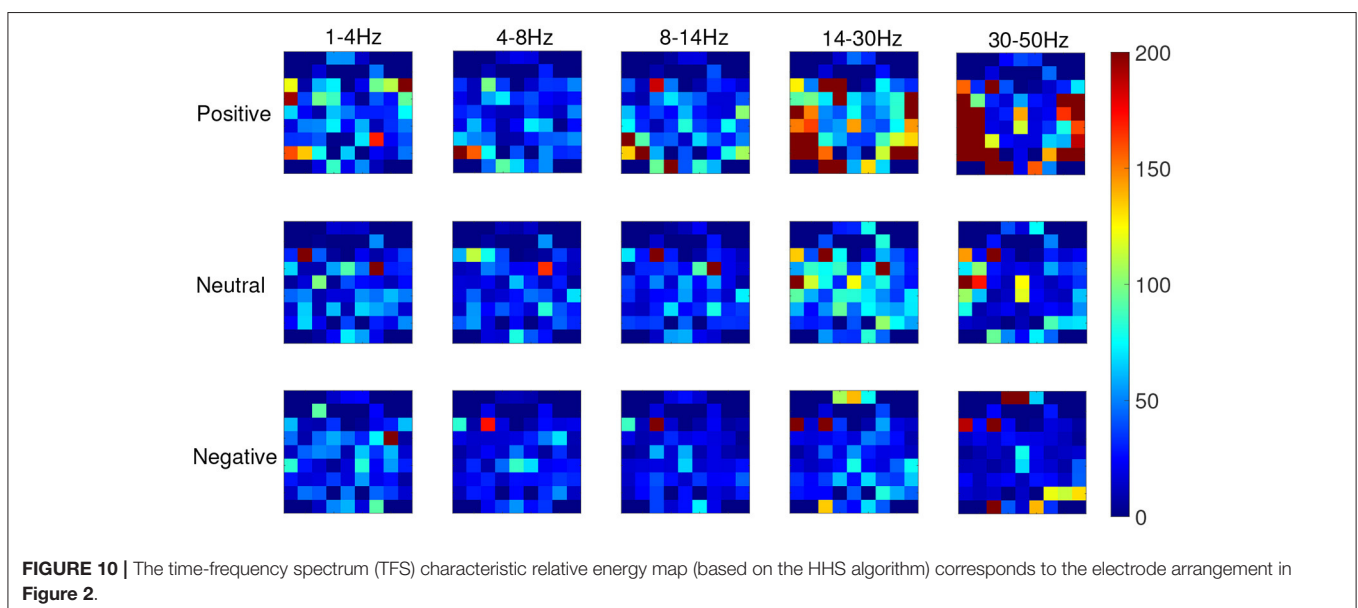 1-4Hz 4-8Hz 8-14Hz 14-30Hz 30-50Hz
200
Positive
150
Neutral
100
50
Negative
0
FIGURE 10 | The time-frequency spectrum (TFS) characteristic relative energy map (based on the HHS algorithm) corresponds to the electrode arrangement in
Figure 2.